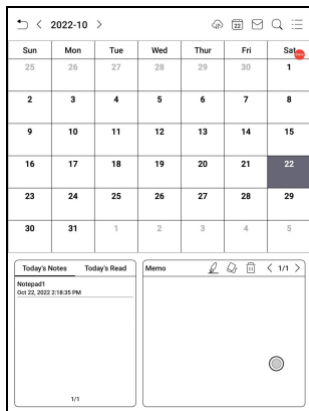 2022-10
22
Sun Mon Tue Wed Thur Fri Sat
25 26 27 28 29 30 1
2 3 4 5 6 7 8
9 10 11 12 13 14 15
16 17 18 19 20 21 22
23 24 25 26 27 28 29
30 31 1 2 3 4 5
Today's Notes Today's Read Memo 1/1
Notepad1
Oct 22, 2022 2:18:35 PM
1/1